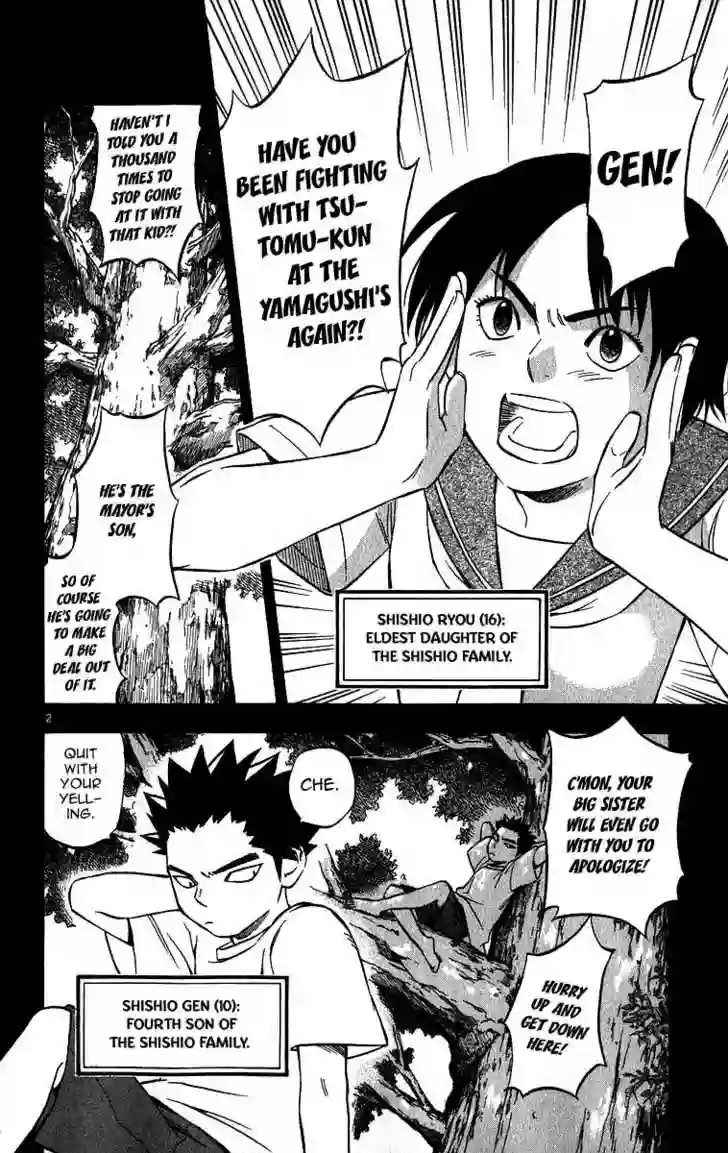 GEN!
HAVE YOU
BEEN FIGHTING
WITH TSU-
TOMU-KUN
AT THE
YAMAGUSHI'S
AGAIN?!
SHISHIO RYOU (16):
ELDEST DAUGHTER OF
THE SHISHIO FAMILY.
HAVEN'T I
TOLD YOU A
THOUSAND
TIMES TO
STOP GOING
AT IT WITH
THAT KID?!
HE'S THE
MAYOR'S
SON,
SO OF
COURSE
HE'S GOING
TO MAKE
A BIG
DEAL OUT
OF IT.
2
C'MON, YOUR
BIG SISTER
WILL EVEN GO
WITH YOU TO
APOLOGIZE!
HURRY
UP AND
GET DOWN
HERE!
CHE.
QUIT
WITH
YOUR
YELL-
ING.
SHISHIO GEN (10):
FOURTH SON OF
THE SHISHIO FAMILY.